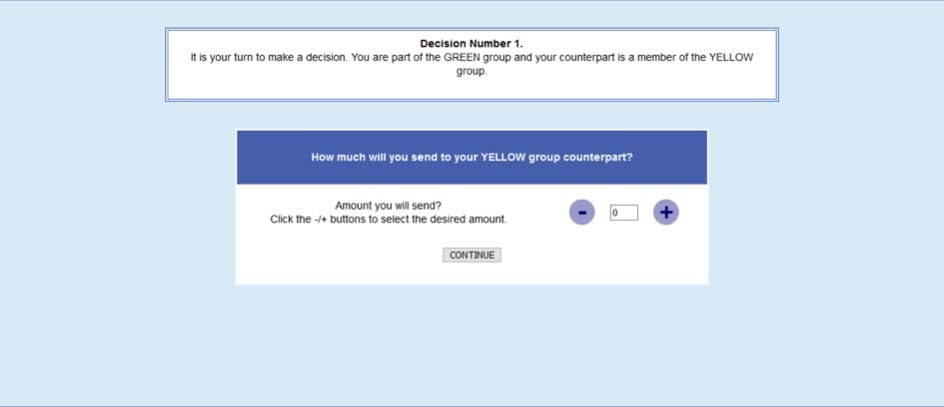 Decision Number 1.
It is your turn to make a decision. You are part of the GREEN group and your counterpart is a member of the YELLOW
group.
How much will you send to your YELLOW group counterpart?
Amount you will send?
Click the -/+ buttons to select the desired amount.
- 0 +
CONTINUE